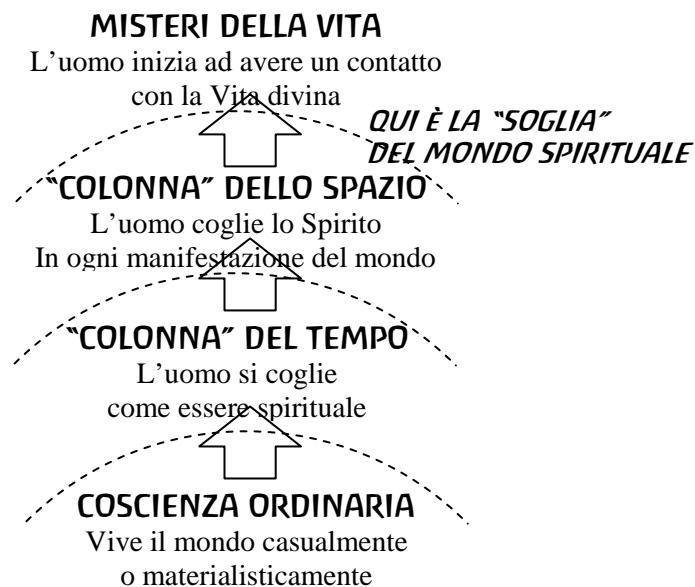 MISTERI DELLA VITA
L'uomo inizia ad avere un contatto
con la Vita divina
QUI È LA “SOGLIA”
DEL MONDO SPIRITUALE
“COLONNA” DELLO SPAZIO
L'uomo coglie lo Spirito
In ogni manifestazione del mondo
“COLONNA” DEL TEMPO
L'uomo si coglie
come essere spirituale
COSCIENZA ORDINARIA
Vive il mondo casualmente
o materialisticamente